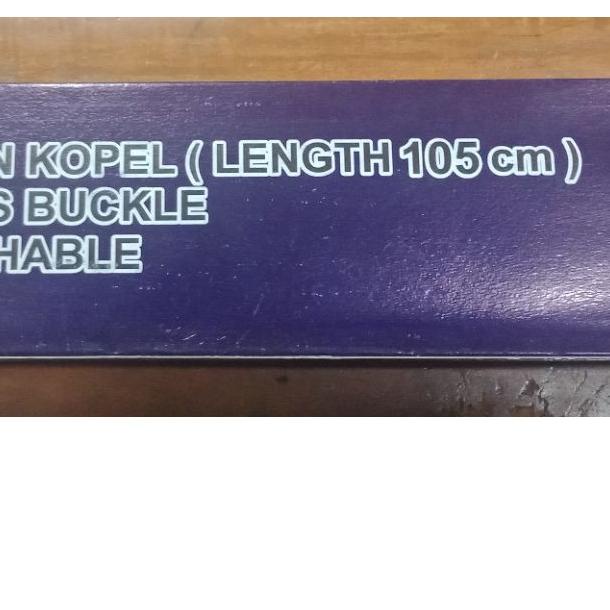 N KOPEL ( LENGTH 105 cm )
S BUCKLE
HABLE